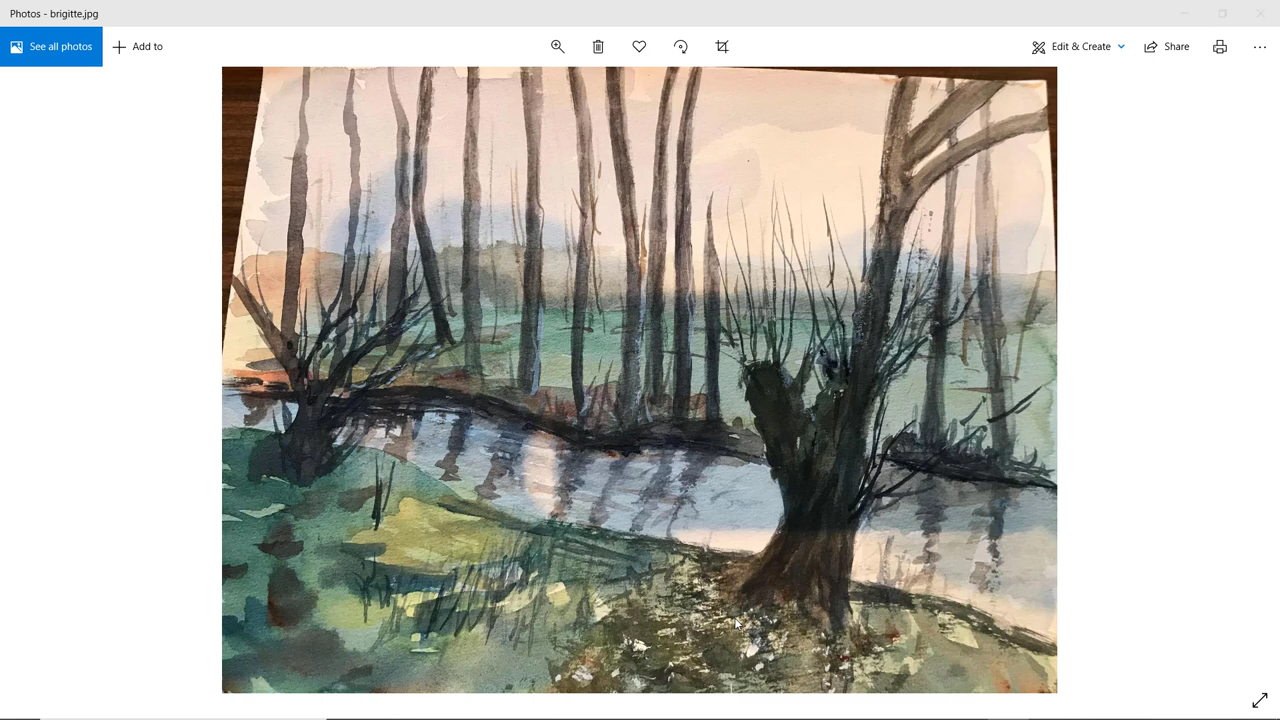 Photos - brigitte.jpg
See all photos
Add to
Edit & Create
Share